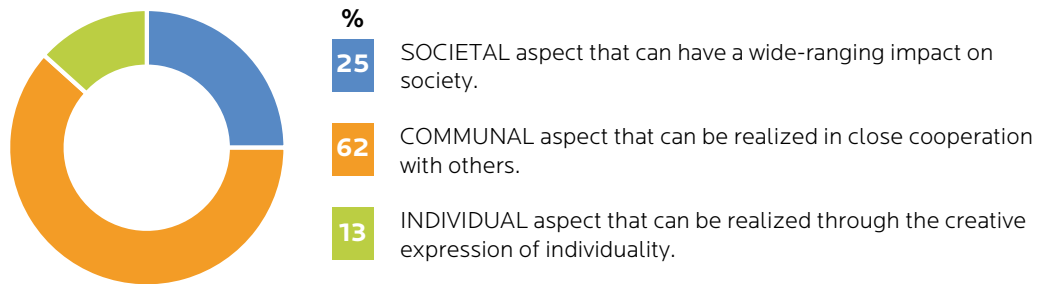 %
25
SOCIETAL aspect that can have a wide-ranging impact on
society.
62
COMMUNAL aspect that can be realized in close cooperation
with others.
13
INDIVIDUAL aspect that can be realized through the creative
expression of individuality.